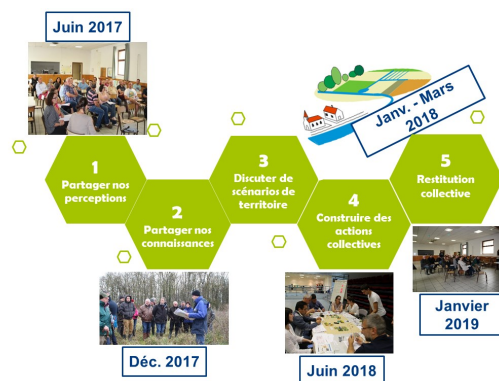 Juin 2017
1
Partager nos
perceptions
2
Partager nos
connaissances
Déc. 2017
3
Discuter de
scénarios de
territoire
Janv. - Mars
2018
4
Construire des
actions
collectives
Juin 2018
5
Restitution
collective
Janvier
2019